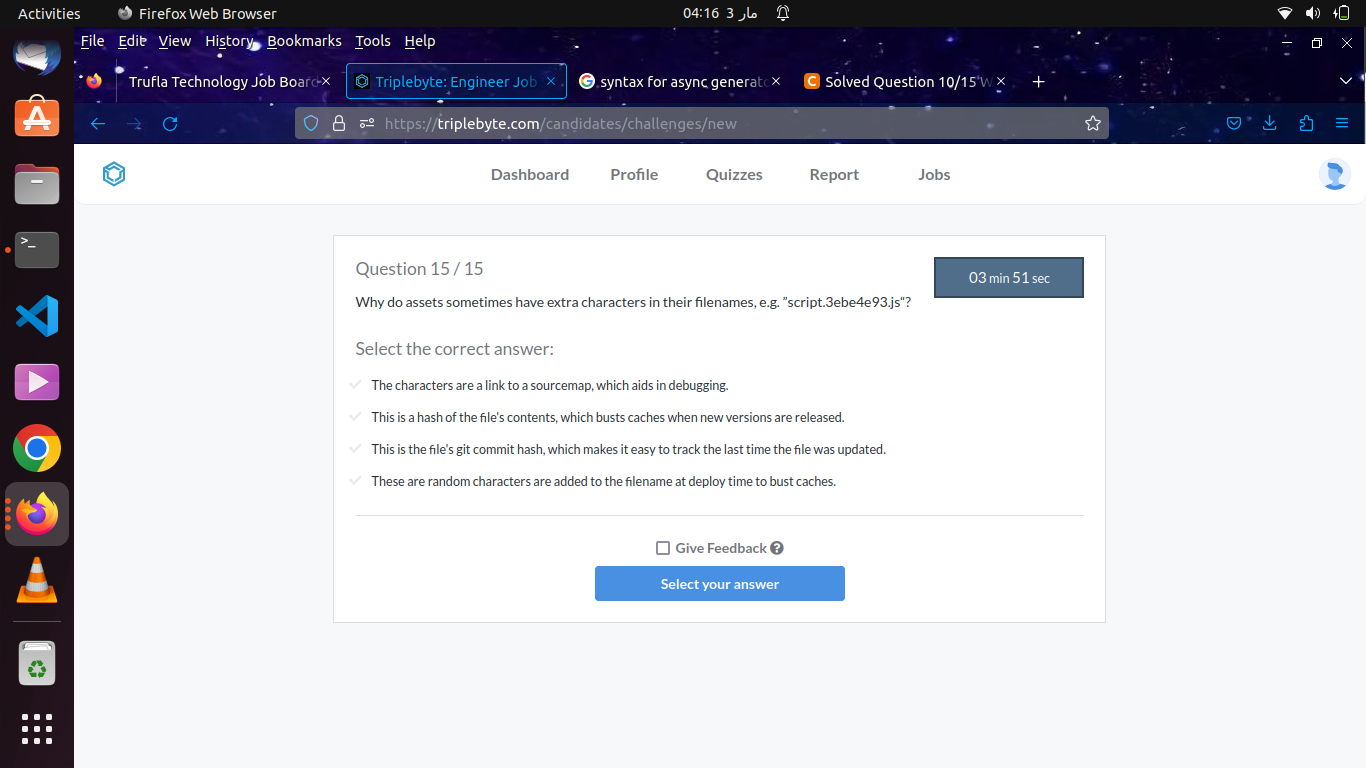 Activities Firefox Web Browser 04:16 3 مار
File Edit View History Bookmarks Tools Help
Trufla Technology Job Board Triplebyte: Engineer Job syntax for async generato Solved Question 10/15 W
https://triplebyte.com/candidates/challenges/new
Dashboard Profile Quizzes Report Jobs
Question 15 / 15
03 min 51 sec
Why do assets sometimes have extra characters in their filenames, e.g. ”script.3ebe4e93.js“?
Select the correct answer:
The characters are a link to a sourcemap, which aids in debugging.
This is a hash of the file's contents, which busts caches when new versions are released.
This is the file's git commit hash, which makes it easy to track the last time the file was updated.
These are random characters are added to the filename at deploy time to bust caches.
Give Feedback
Select your answer